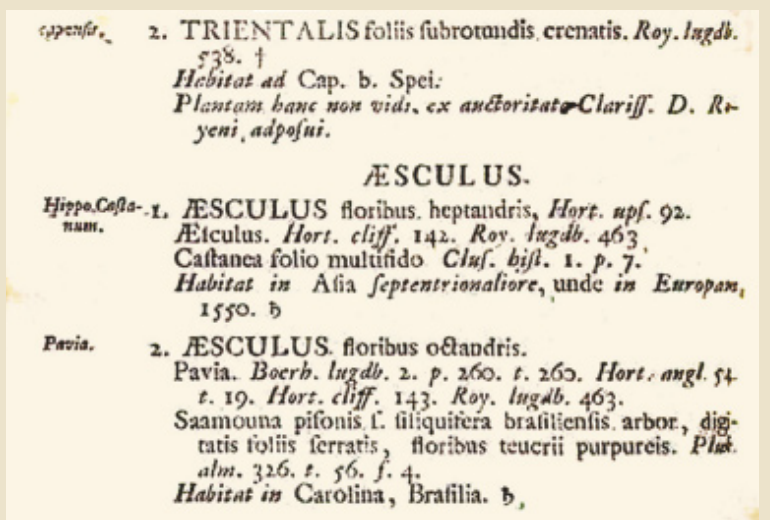 cappensis. 2. TRIENTALIS foliis ſubrotundis crenatis. Roy. lugdb.
538. †
Habitat ad Cap. b. Spei.
Plantam hanc non vidi, ex auctoritate Clariſſ. D. Ro-
yeni adpoſui.
ÆSCULUS.
Hippo Caſta- 1. ÆSCULUS floribus heptandris, Hort. upſ. 92.
num. Æſculus. Hort. cliff. 142. Roy. lugdb. 463
Caſtanea folio multifido Cluſ. hiſt. 1. p. 7.
Habitat in Aſia ſeptentrionaliore, unde in Europam,
1550. ♄
Pavia. 2. ÆSCULUS. floribus octandris.
Pavia. Boerh. lugdb. 2. p. 260. t. 260. Hort. angl. 54
t. 19. Hort. cliff. 143. Roy. lugdb. 463.
Saamouna piſonis ſ. ſiliquifera braſilienſis arbor, digi-
tatis foliis ſerratis, floribus teucrii purpureis. Pluk.
alm. 326. t. 56. f. 4.
Habitat in Carolina, Braſilia. ♄